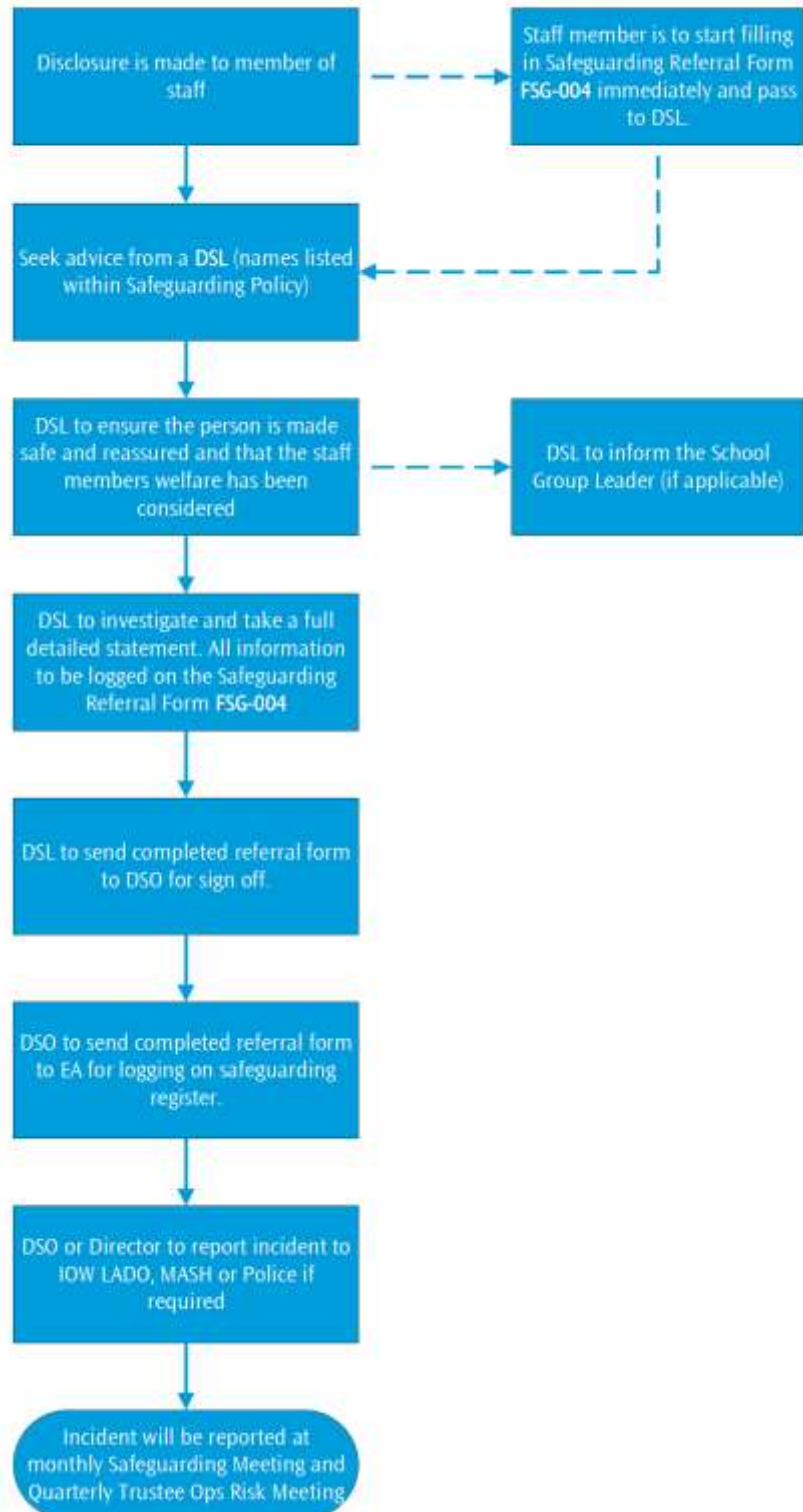 Disclosure is made to member of
staff
Staff member is to start filling
in Safeguarding Referral Form
FSG-004 immediately and pass
to DSL.
Seek advice from a DSL (names listed
within Safeguarding Policy)
DSL to ensure the person is made
safe and reassured and that the staff
members welfare has been
considered
DSL to inform the School
Group Leader (if applicable)
DSL to investigate and take a full
detailed statement. All information
to be logged on the Safeguarding
Referral Form FSG-004
DSL to send completed referral form
to DSO for sign off.
DSO to send completed referral form
to EA for logging on safeguarding
register.
DSO or Director to report incident to
IOW LADO, MASH or Police if
required
Incident will be reported at
monthly Safeguarding Meeting and
Quarterly Trustee Ops Risk Meeting